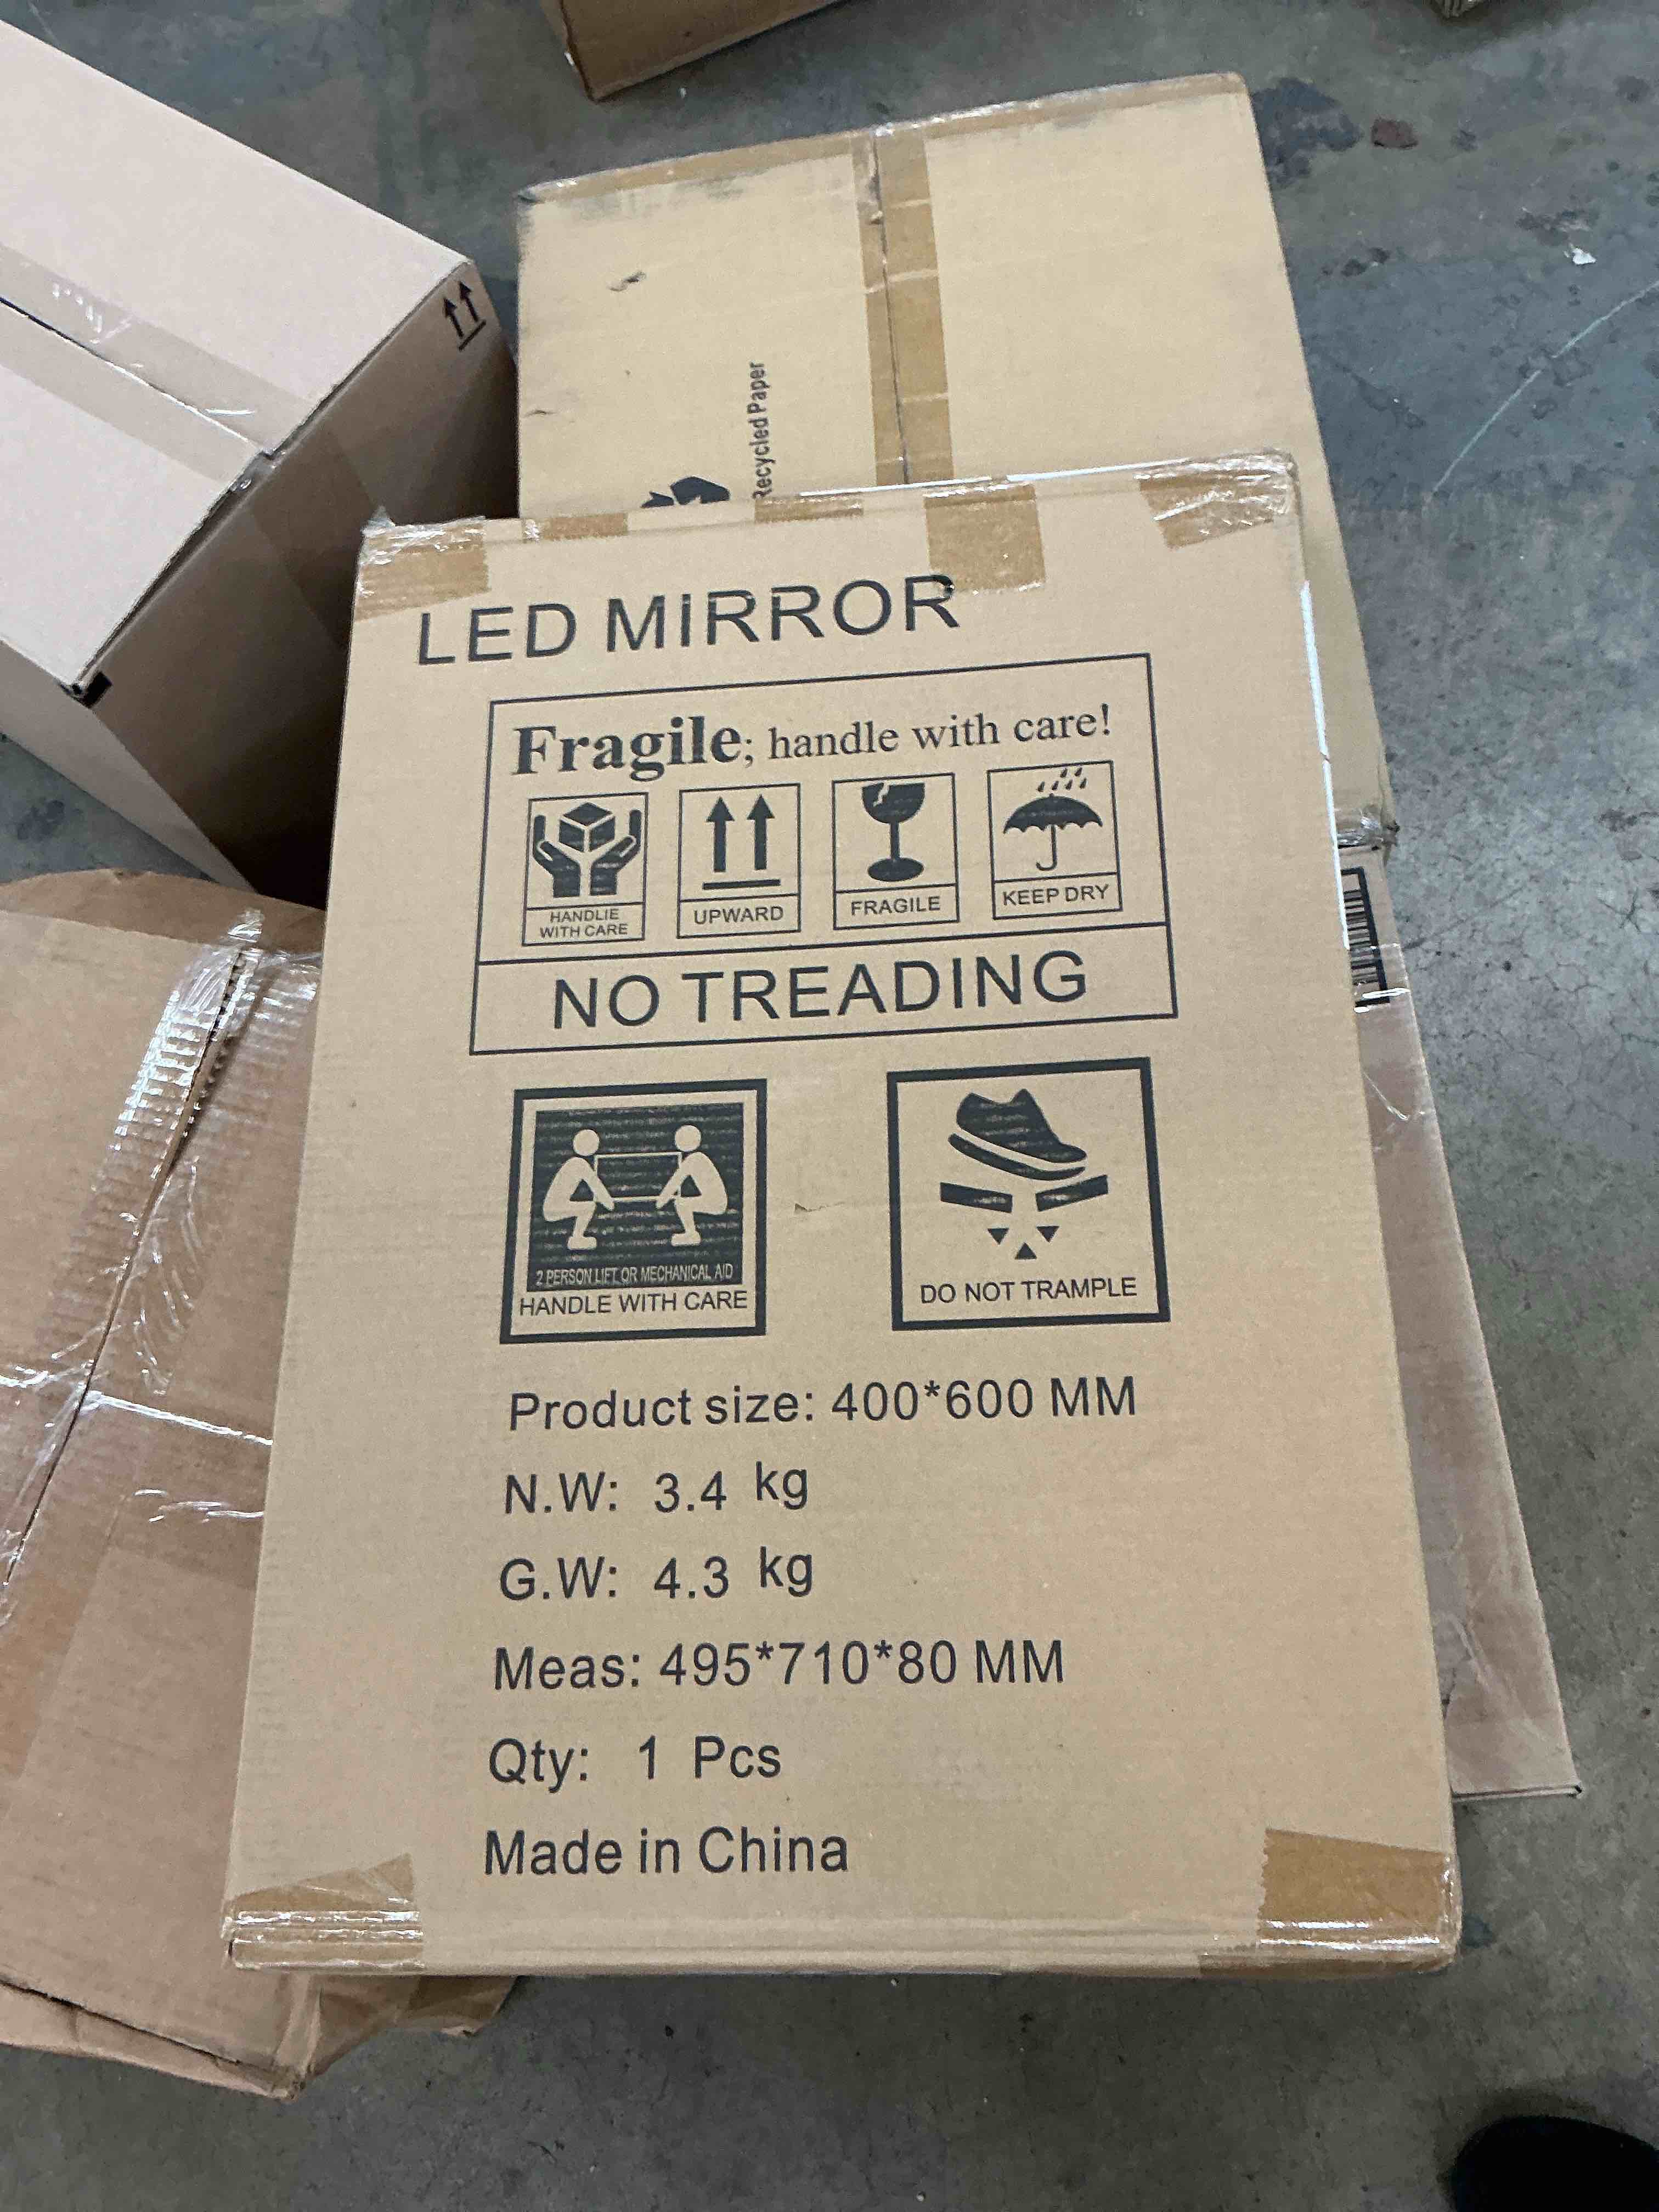 Recycled Paper
LED MIRROR
Fragile; handle with care!
HANDLIE
WITH CARE
UPWARD
FRAGILE
KEEP DRY
NO TREADING
2 PERSON LIFT OR MECHANICAL AID
HANDLE WITH CARE
DO NOT TRAMPLE
Product size: 400*600 MM
N.W: 3.4 kg
G.W: 4.3 kg
Meas: 495*710*80 MM
Qty: 1 Pcs
Made in China